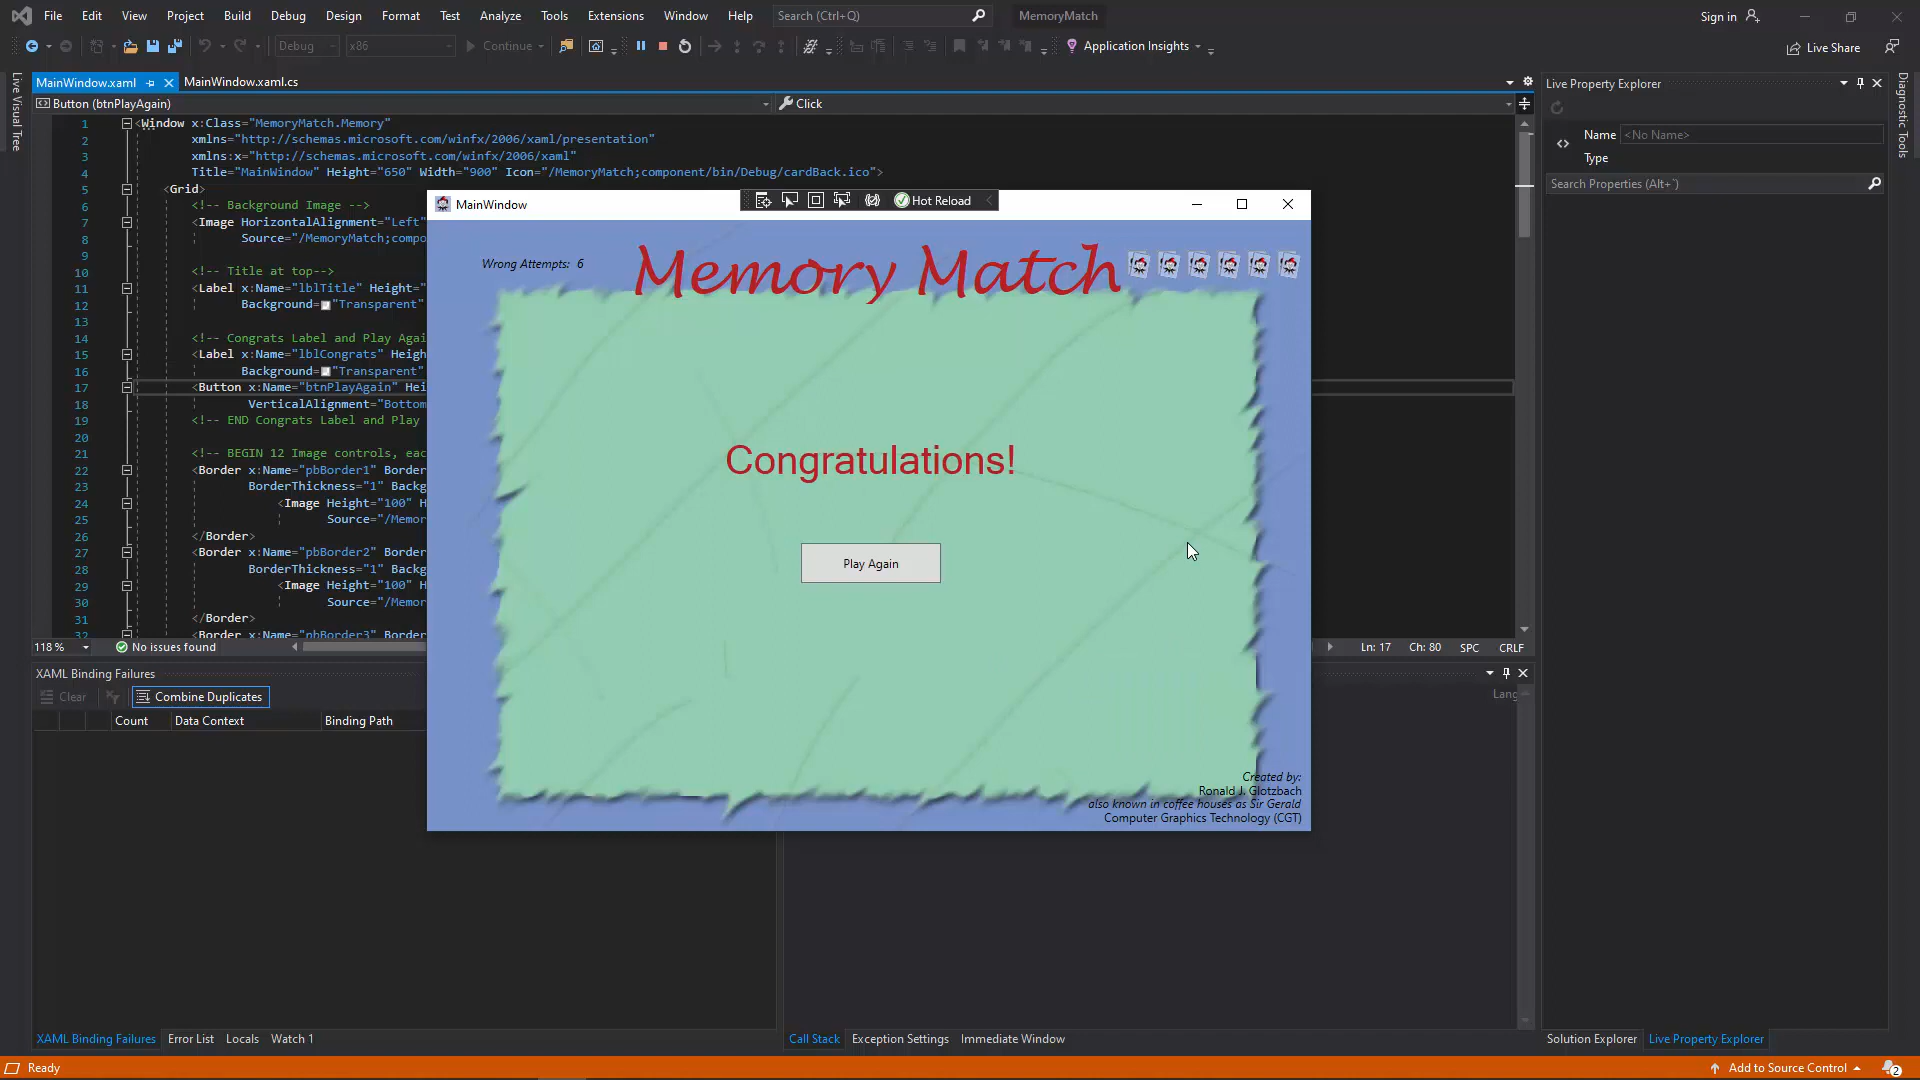 File Edit View Project Build Debug Design Format Test Analyze Tools Extensions Window Help Search (Ctrl+Q) MemoryMatch Sign in
Debug x86 Continue Application Insights Live Share
MainWindow.xaml MainWindow.xaml.cs
Button (btnPlayAgain) Click
Live Visual Tree
1 <Window x:Class="MemoryMatch.Memory"
2 xmlns="http://schemas.microsoft.com/winfx/2006/xaml/presentation"
3 xmlns:x="http://schemas.microsoft.com/winfx/2006/xaml"
4 Title="MainWindow" Height="650" Width="900" Icon="/MemoryMatch;component/bin/Debug/cardBack.ico">
5 <Grid>
6 <!-- Background Image -->
7 <Image HorizontalAlignment="Left"
8 Source="/MemoryMatch;compo
9
10 <!-- Title at top-->
11 <Label x:Name="lblTitle" Height="
12 Background="Transparent"
13
14 <!-- Congrats Label and Play Agai
15 <Label x:Name="lblCongrats" Heigh
16 Background="Transparent"
17 <Button x:Name="btnPlayAgain" Hei
18 VerticalAlignment="Bottom
19 <!-- END Congrats Label and Play
20
21 <!-- BEGIN 12 Image controls, eac
22 <Border x:Name="pbBorder1" Border
23 BorderThickness="1" Backg
24 <Image Height="100" H
25 Source="/Memor
26 </Border>
27 <Border x:Name="pbBorder2" Border
28 BorderThickness="1" Backg
29 <Image Height="100" H
30 Source="/Memor
31 </Border>
32 <Border x:Name="pbBorder3" Border
118 % No issues found Ln: 17 Ch: 80 SPC CRLF
MainWindow Hot Reload
Wrong Attempts: 6
Memory Match
Congratulations!
Play Again
Created by:
Ronald J. Glotzbach
also known in coffee houses as Sir Gerald
Computer Graphics Technology (CGT)
XAML Binding Failures
Clear Combine Duplicates Lang
Count Data Context Binding Path
XAML Binding Failures Error List Locals Watch 1
Call Stack Exception Settings Immediate Window
Live Property Explorer
Name <No Name>
Type
Search Properties (Alt+`)
Diagnostic Tools
Solution Explorer Live Property Explorer
Ready Add to Source Control 2